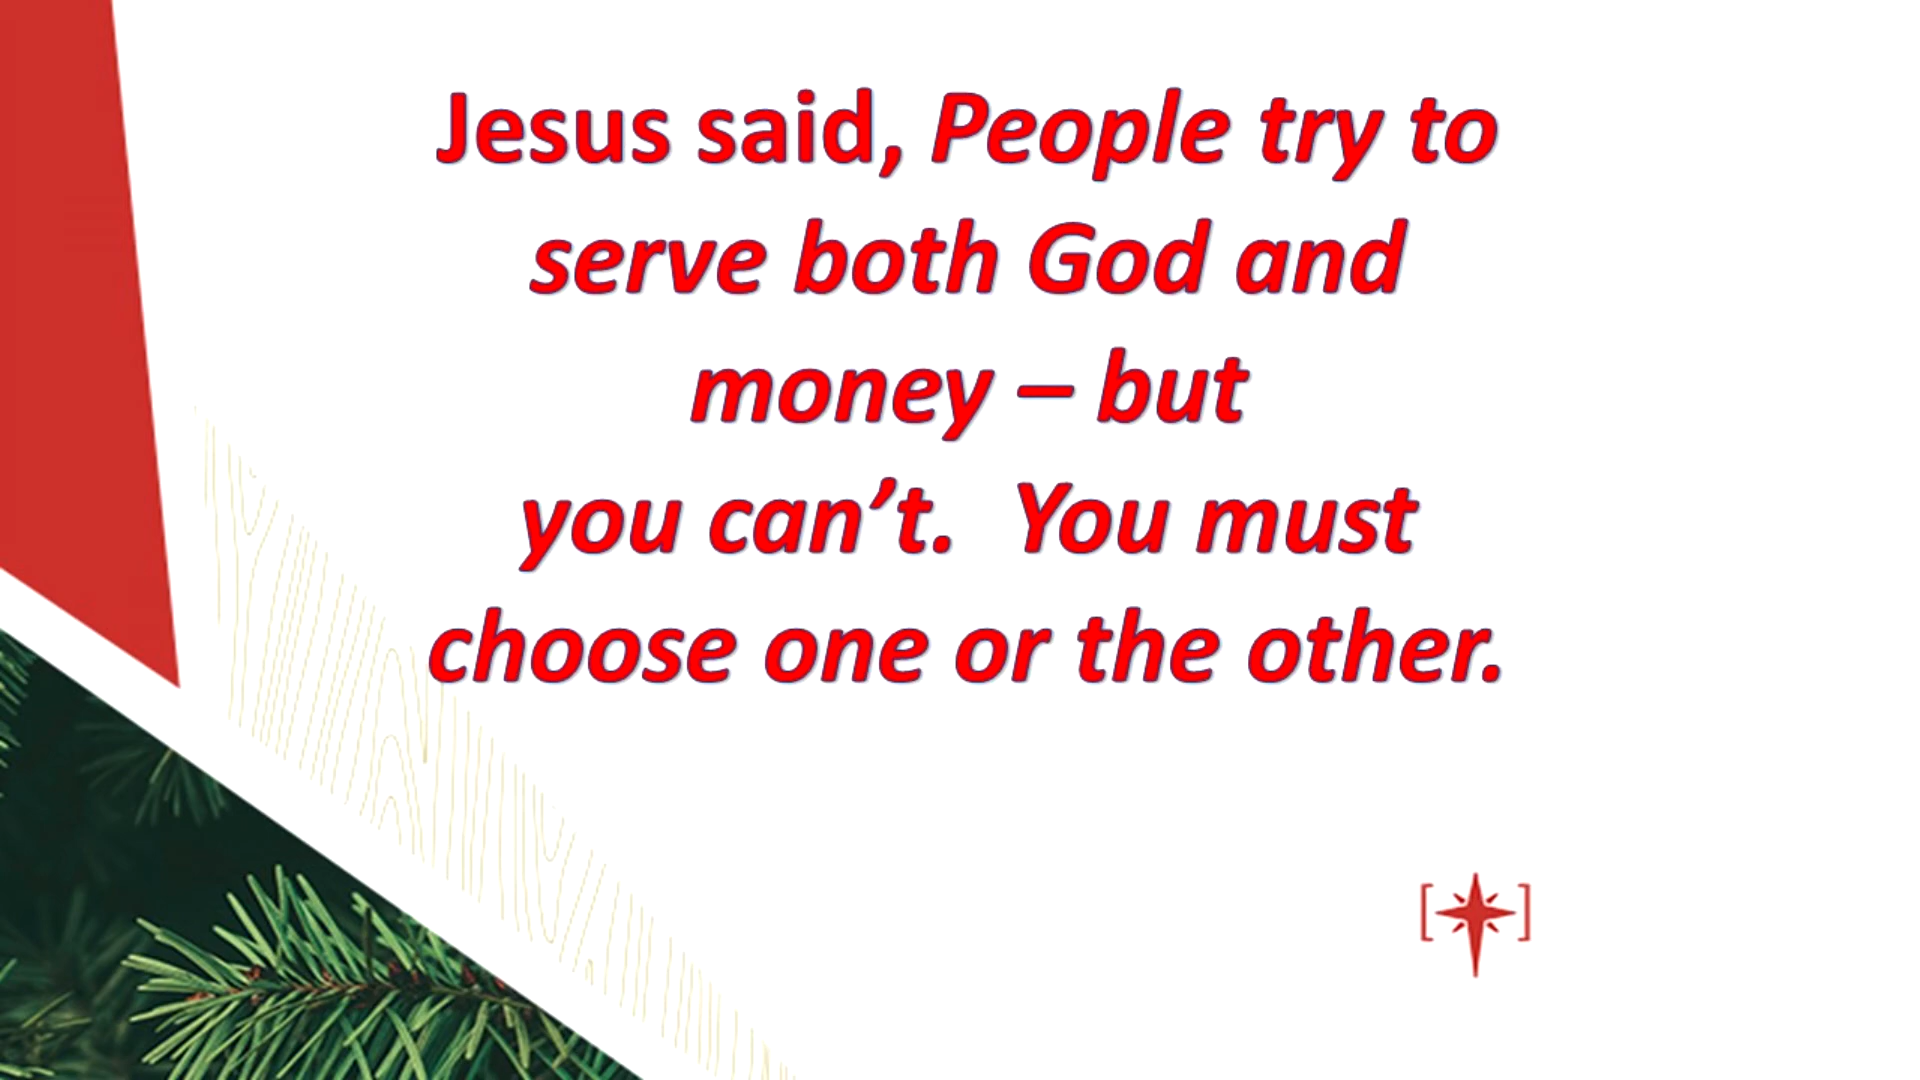 Jesus said, People try to
serve both God and
money – but
you can’t.  You must
choose one or the other.